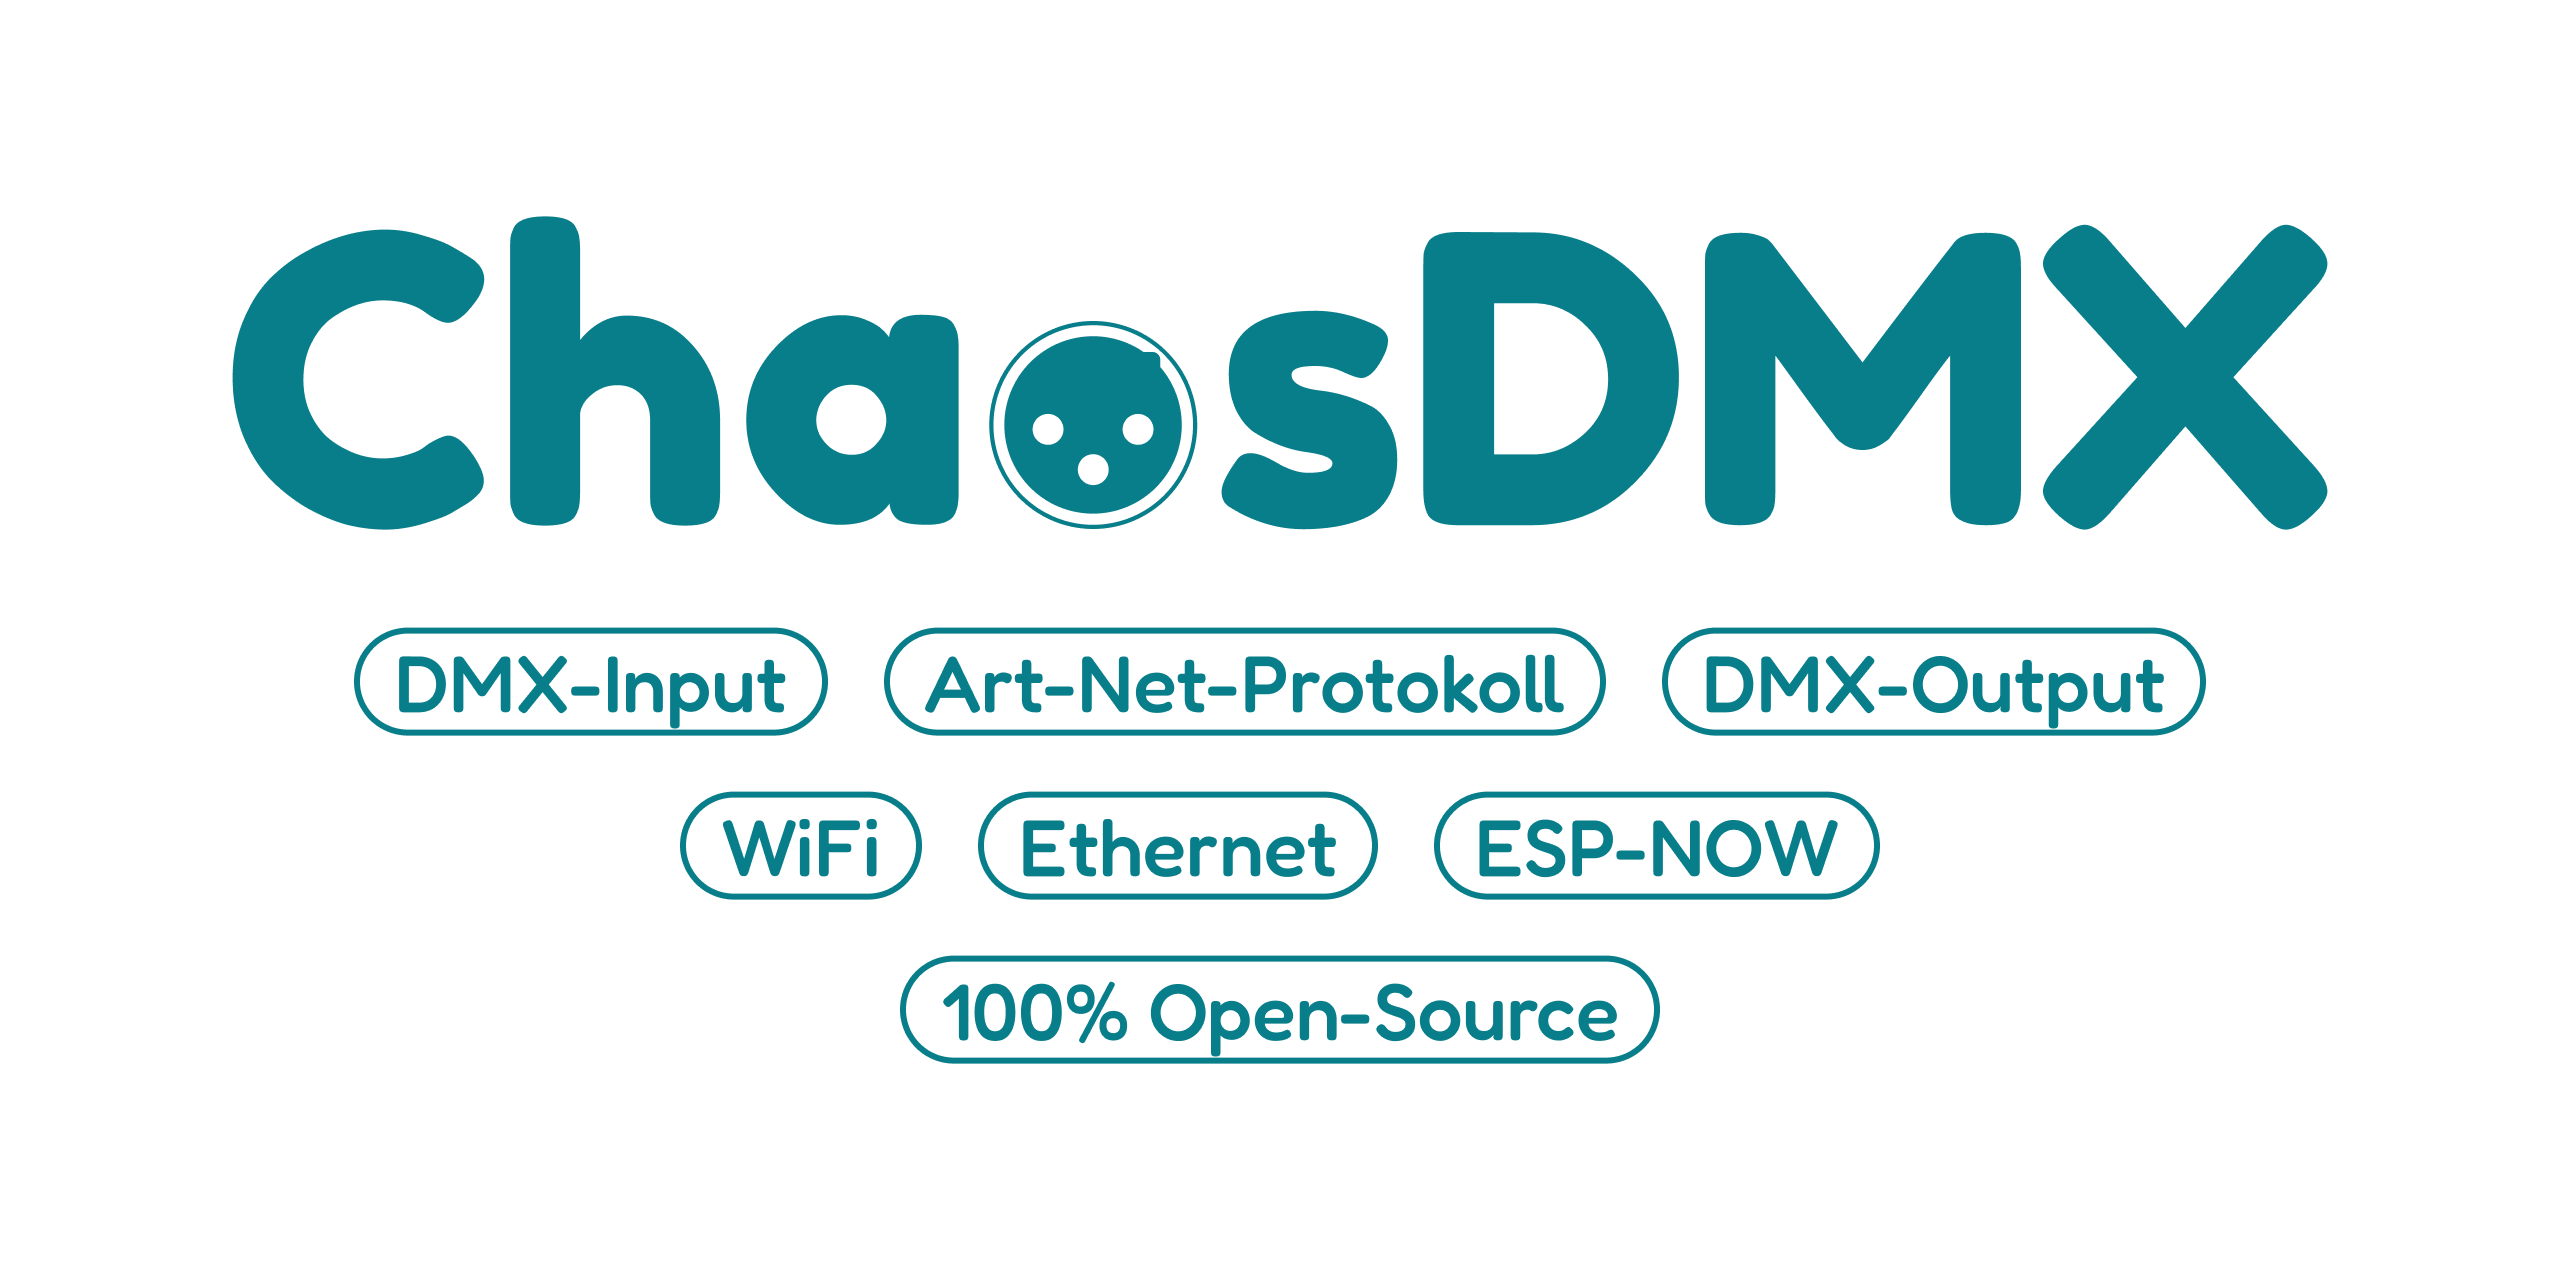 ChaosDMX
DMX-Input Art-Net-Protokoll DMX-Output
WiFi Ethernet ESP-NOW
100% Open-Source